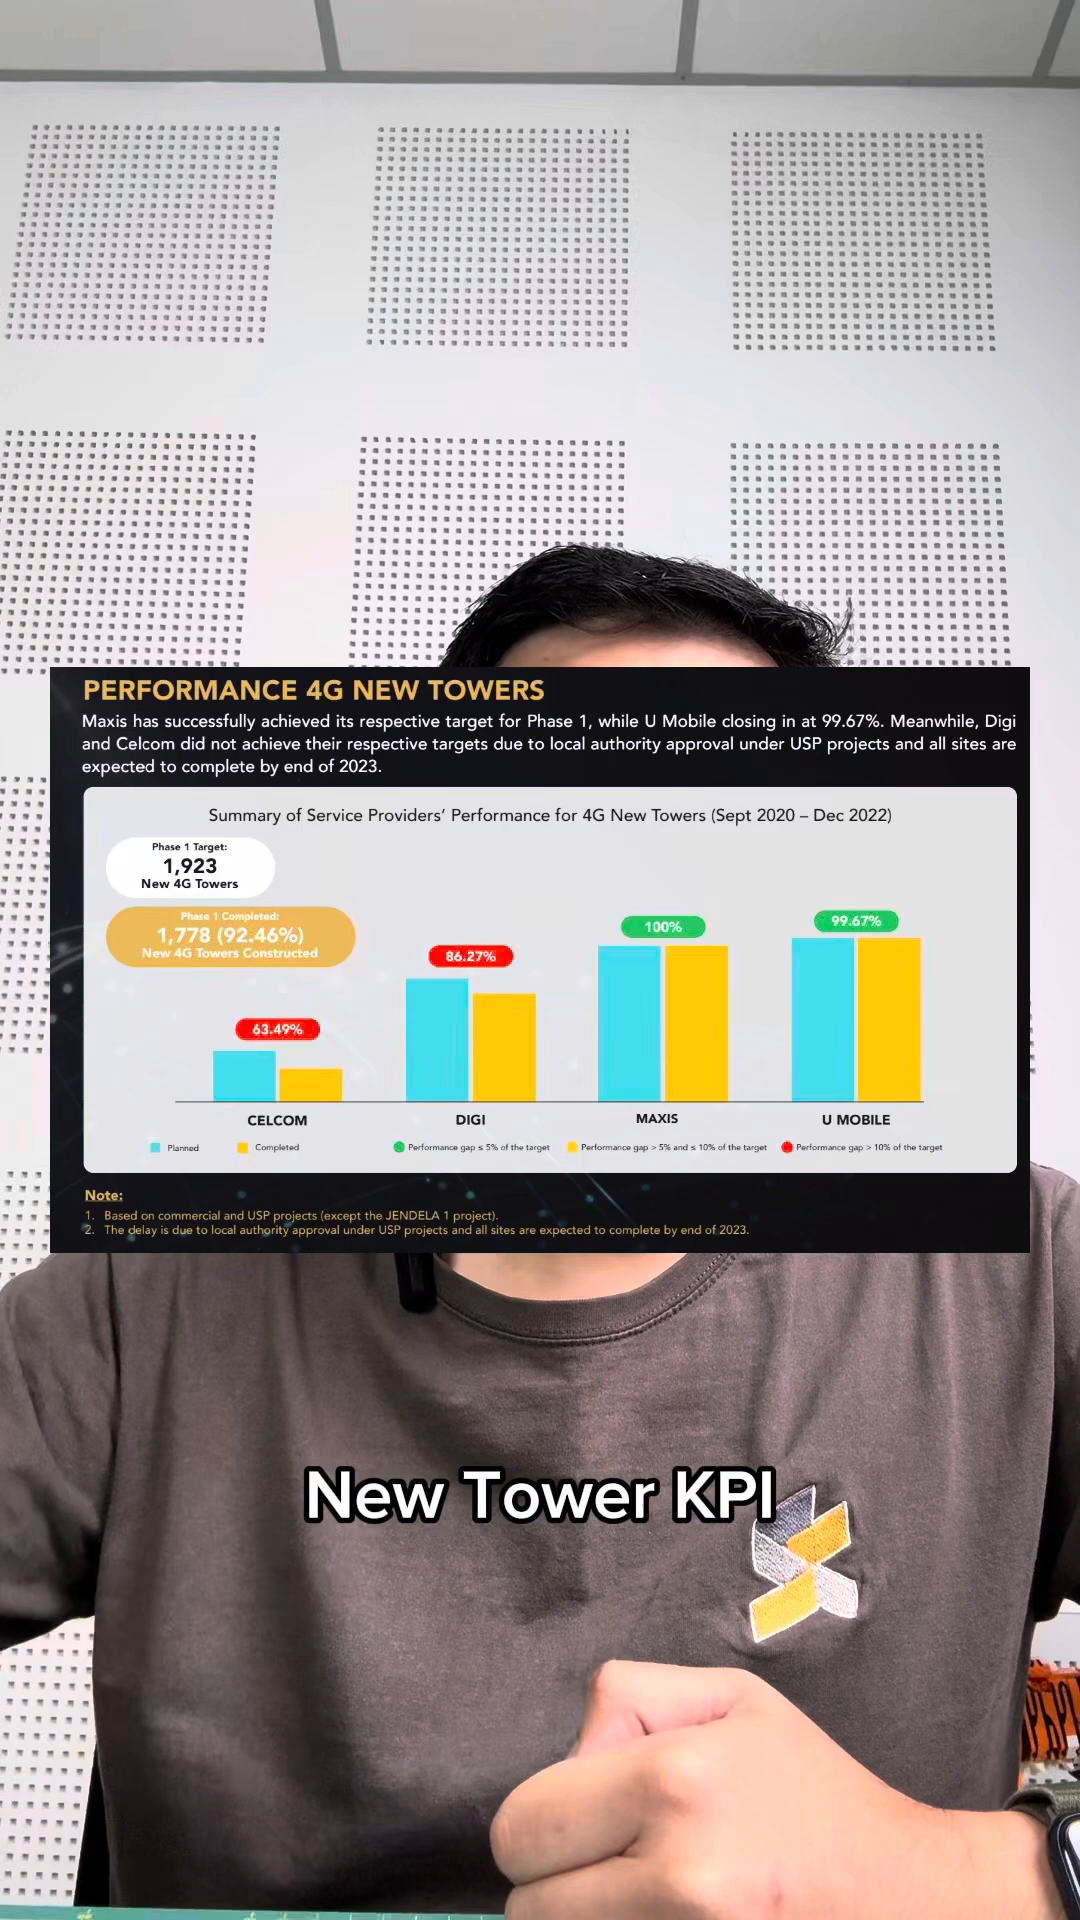 PERFORMANCE 4G NEW TOWERS
Maxis has successfully achieved its respective target for Phase 1, while U Mobile closing in at 99.67%. Meanwhile, Digi
and Celcom did not achieve their respective targets due to local authority approval under USP projects and all sites are
expected to complete by end of 2023.
Summary of Service Providers' Performance for 4G New Towers (Sept 2020 – Dec 2022)
Phase 1 Target:
1,923
New 4G Towers
Phase 1 Completed:
1,778 (92.46%)
New 4G Towers Constructed
63.49%
86.27%
100%
99.67%
CELCOM
DIGI
MAXIS
U MOBILE
Planned
Completed
Performance gap ≤ 5% of the target
Performance gap > 5% and ≤ 10% of the target
Performance gap > 10% of the target
Note:
1. Based on commercial and USP projects (except the JENDELA 1 project).
2. The delay is due to local authority approval under USP projects and all sites are expected to complete by end of 2023.
New Tower KPI